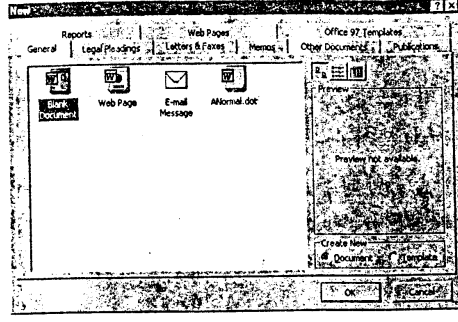 New
Reports Web Pages Office 97 Templates
General Legal Pleadings Letters & Faxes Memos Other Documents Publications
Blank Document
Web Page
E-mail Message
ANormal.dot
Preview
Preview not available.
Create New
Document Template
OK Cancel